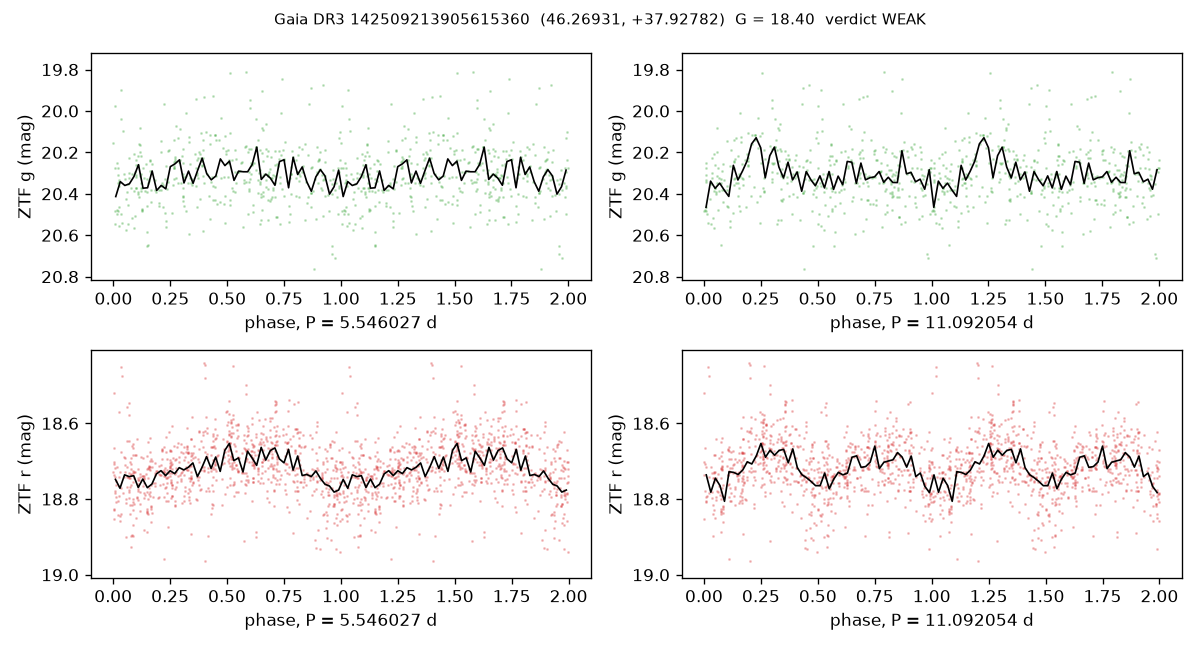 Gaia DR3 142509213905615360 (46.26931, +37.92782) G = 18.40 verdict WEAK
ZTF g (mag)
19.8
20.0
20.2
20.4
20.6
20.8
0.00 0.25 0.50 0.75 1.00 1.25 1.50 1.75 2.00
phase, P = 5.546027 d
ZTF g (mag)
19.8
20.0
20.2
20.4
20.6
20.8
0.00 0.25 0.50 0.75 1.00 1.25 1.50 1.75 2.00
phase, P = 11.092054 d
ZTF r (mag)
18.6
18.8
19.0
0.00 0.25 0.50 0.75 1.00 1.25 1.50 1.75 2.00
phase, P = 5.546027 d
ZTF r (mag)
18.6
18.8
19.0
0.00 0.25 0.50 0.75 1.00 1.25 1.50 1.75 2.00
phase, P = 11.092054 d